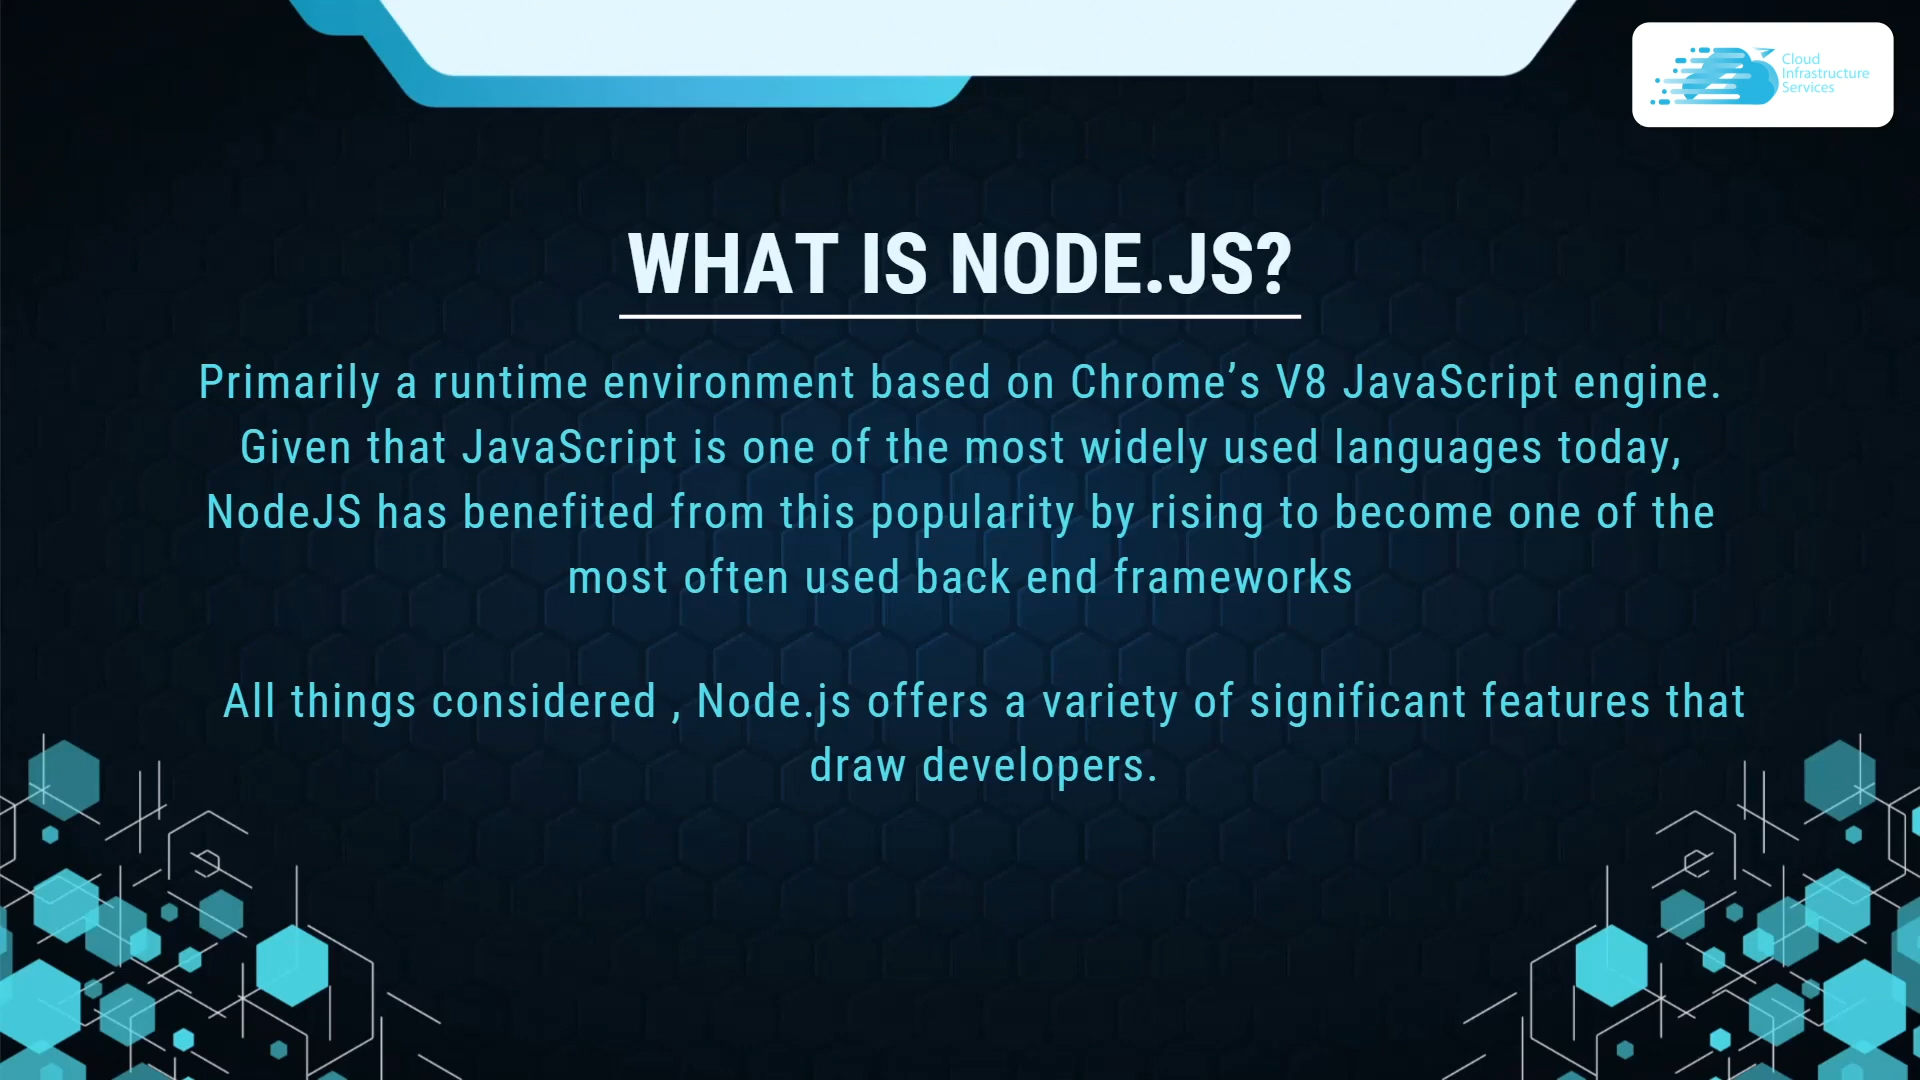 Cloud
Infrastructure
Services
WHAT IS NODE.JS?
Primarily a runtime environment based on Chrome’s V8 JavaScript engine.
Given that JavaScript is one of the most widely used languages today,
NodeJS has benefited from this popularity by rising to become one of the
most often used back end frameworks
All things considered , Node.js offers a variety of significant features that
draw developers.